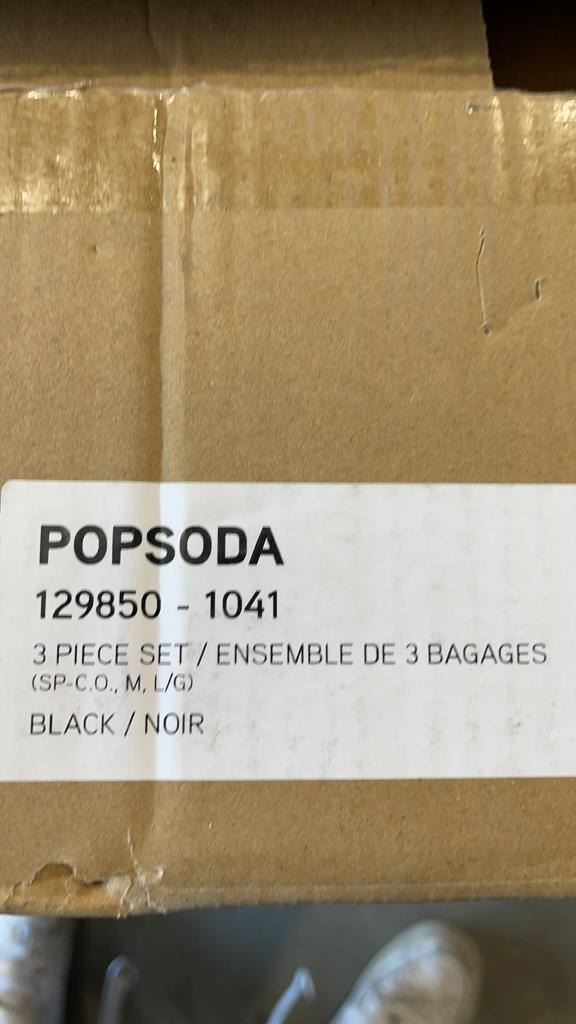 POPSODA
129850 - 1041
3 PIECE SET / ENSEMBLE DE 3 BAGAGES
(SP-C.O., M, L/G)
BLACK / NOIR